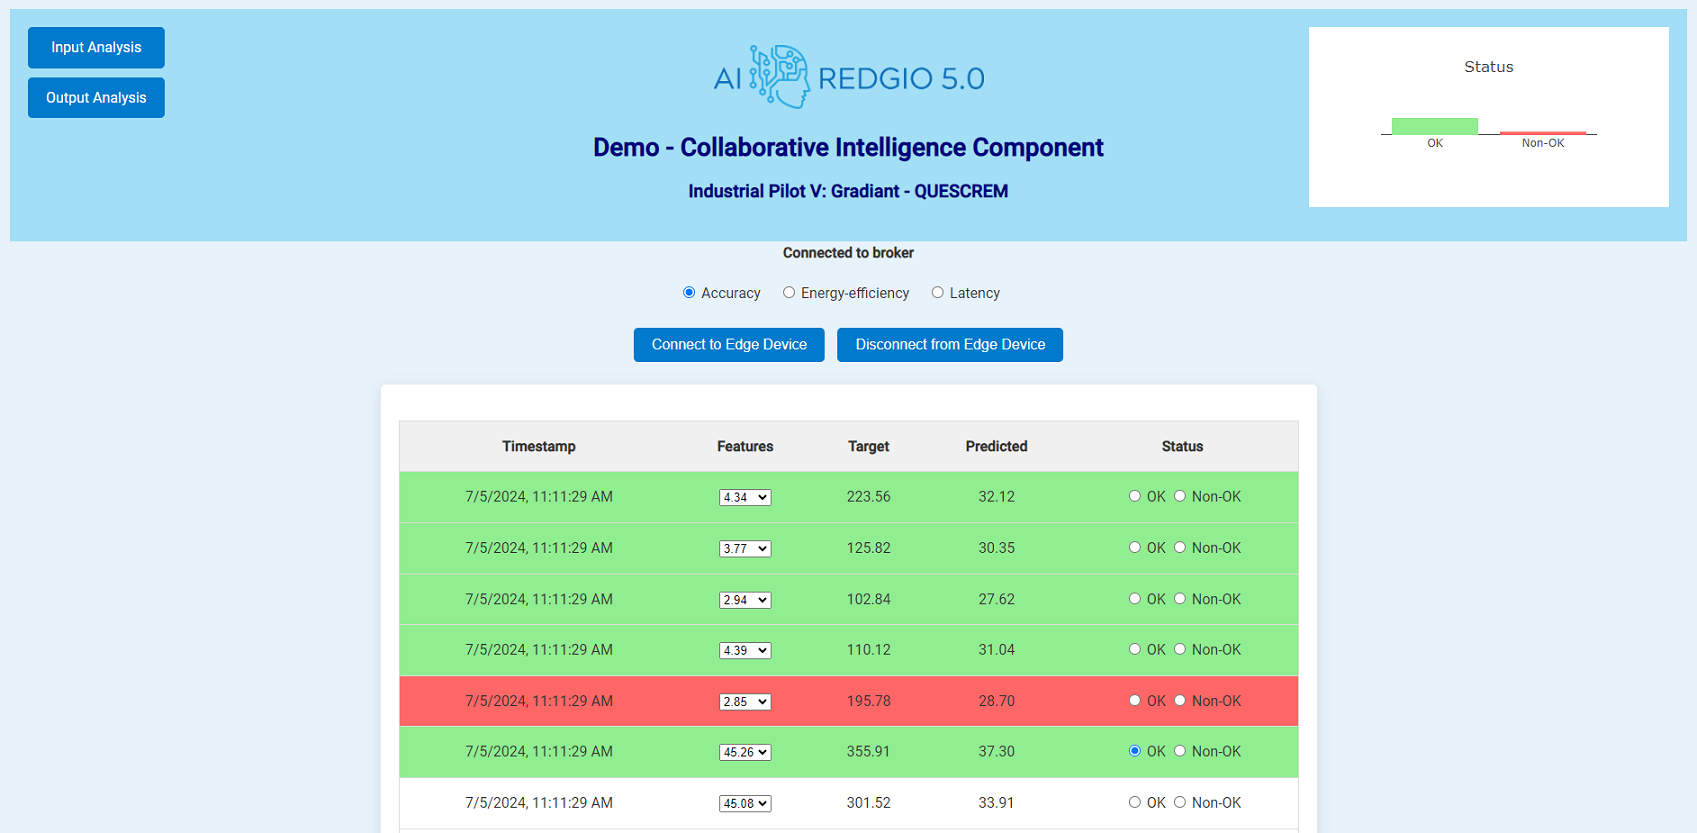 Input Analysis
Output Analysis
AI REDGIO 5.0
Demo - Collaborative Intelligence Component
Industrial Pilot V: Gradiant - QUESCREM
Status
OK Non-OK
Connected to broker
Accuracy Energy-efficiency Latency
Connect to Edge Device Disconnect from Edge Device
Timestamp Features Target Predicted Status
7/5/2024, 11:11:29 AM 4.34 223.56 32.12 OK Non-OK
7/5/2024, 11:11:29 AM 3.77 125.82 30.35 OK Non-OK
7/5/2024, 11:11:29 AM 2.94 102.84 27.62 OK Non-OK
7/5/2024, 11:11:29 AM 4.39 110.12 31.04 OK Non-OK
7/5/2024, 11:11:29 AM 2.85 195.78 28.70 OK Non-OK
7/5/2024, 11:11:29 AM 45.26 355.91 37.30 OK Non-OK
7/5/2024, 11:11:29 AM 45.08 301.52 33.91 OK Non-OK